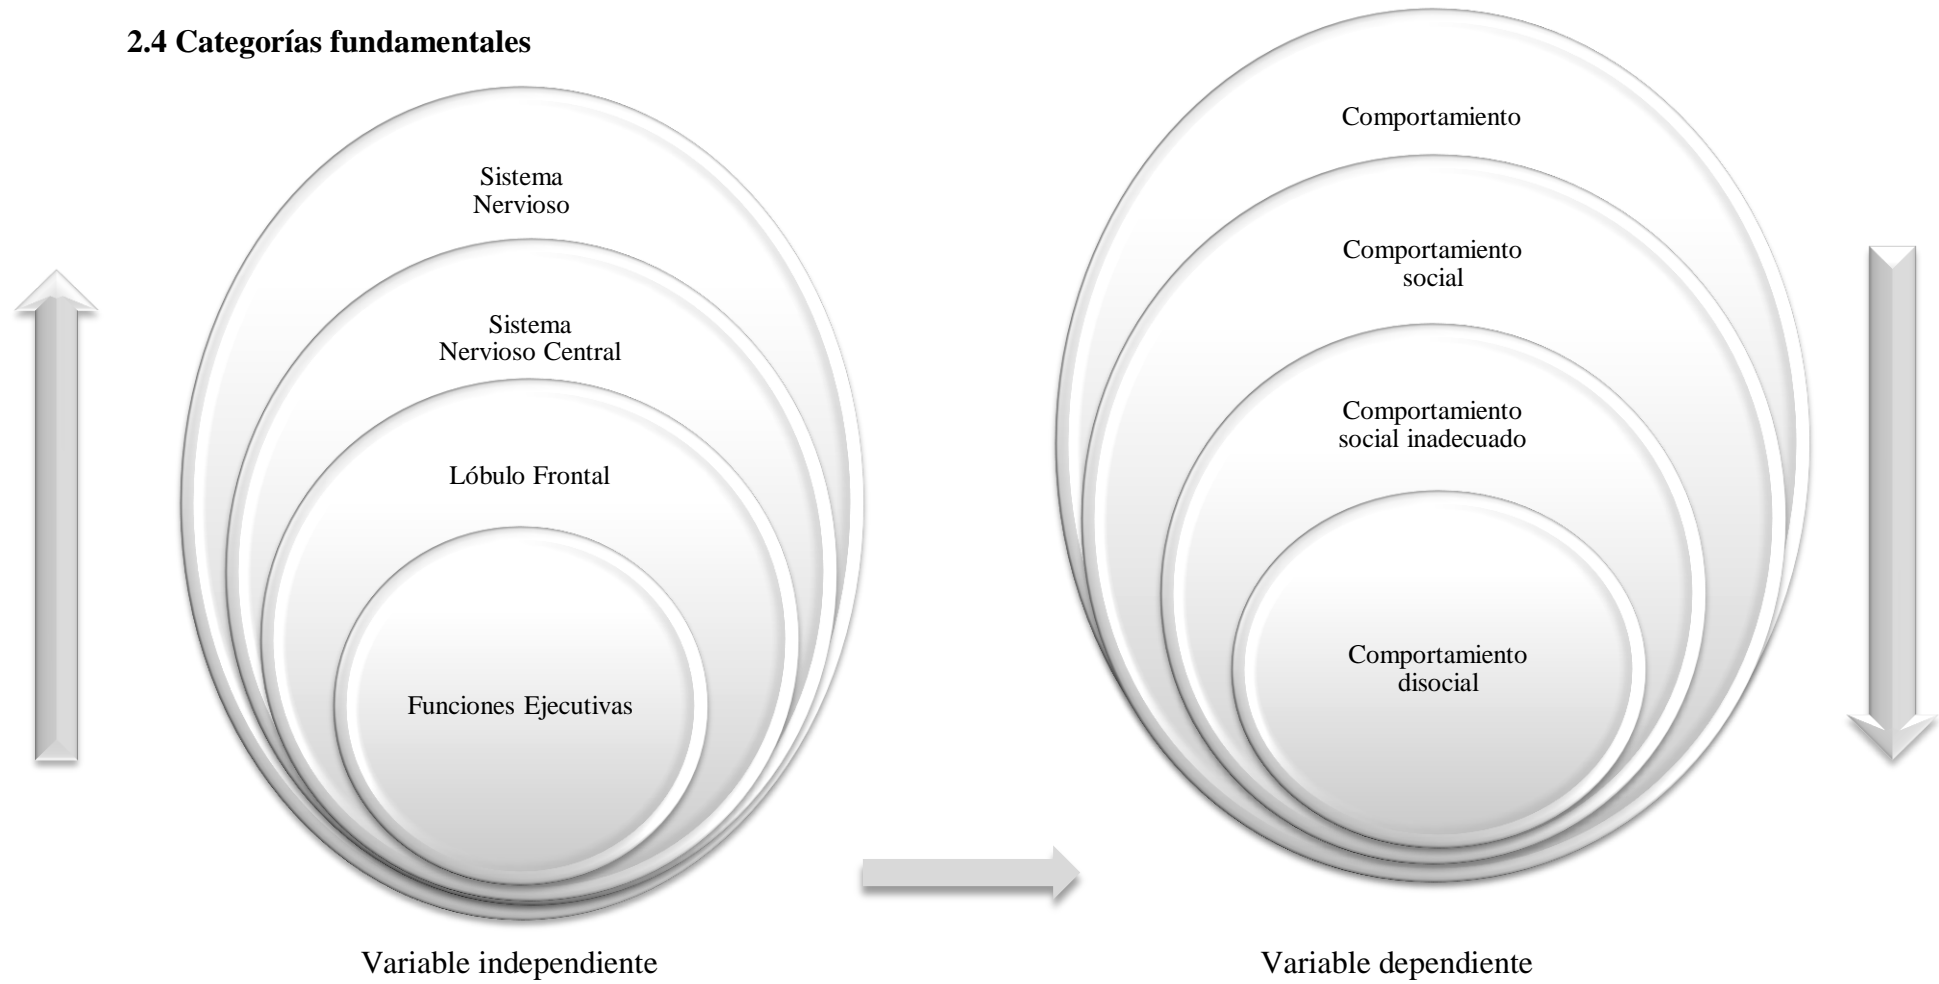 2.4 Categorías fundamentales
Sistema
Nervioso
Sistema
Nervioso Central
Lóbulo Frontal
Funciones Ejecutivas
Variable independiente
Comportamiento
Comportamiento
social
Comportamiento
social inadecuado
Comportamiento
disocial
Variable dependiente